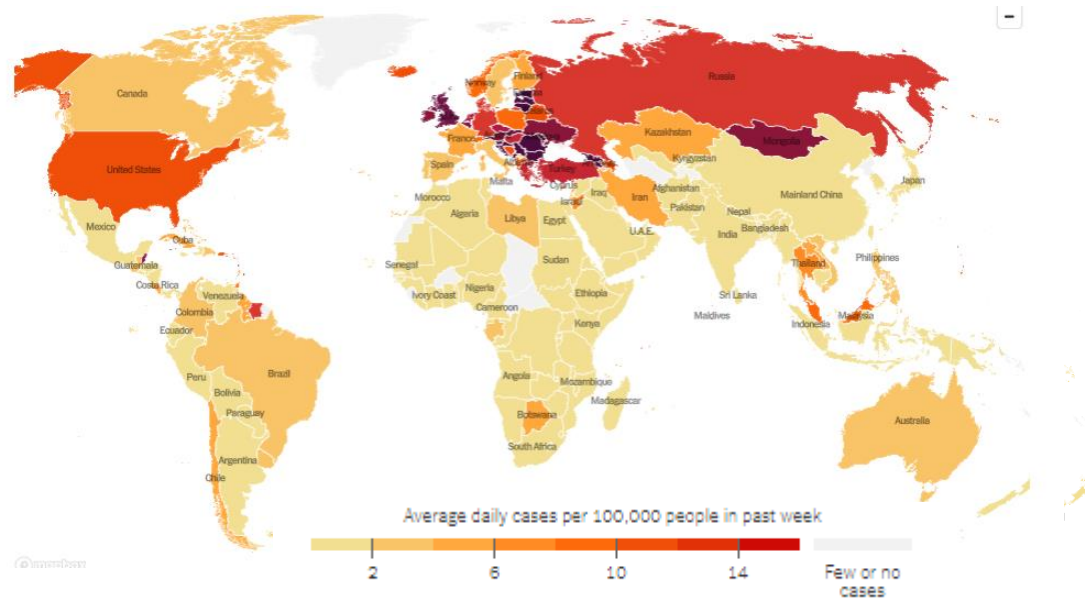 −
Canada
Norway
Finland
Russia
United States
France
Kazakhstan
Mongolia
Spain
Turkey
Kyrgyzstan
Malta
Cyprus
Japan
Morocco
Israel
Iraq
Iran
Afghanistan
Mainland China
Mexico
Algeria
Libya
Egypt
Pakistan
Nepal
Cuba
U.A.E.
India
Bangladesh
Guatemala
Senegal
Sudan
Thailand
Philippines
Costa Rica
Venezuela
Ivory Coast
Nigeria
Ethiopia
Sri Lanka
Colombia
Cameroon
Maldives
Malaysia
Ecuador
Kenya
Indonesia
Brazil
Peru
Angola
Mozambique
Bolivia
Madagascar
Paraguay
Botswana
Australia
South Africa
Argentina
Chile
Average daily cases per 100,000 people in past week
2 6 10 14 Few or no
cases
mapbox